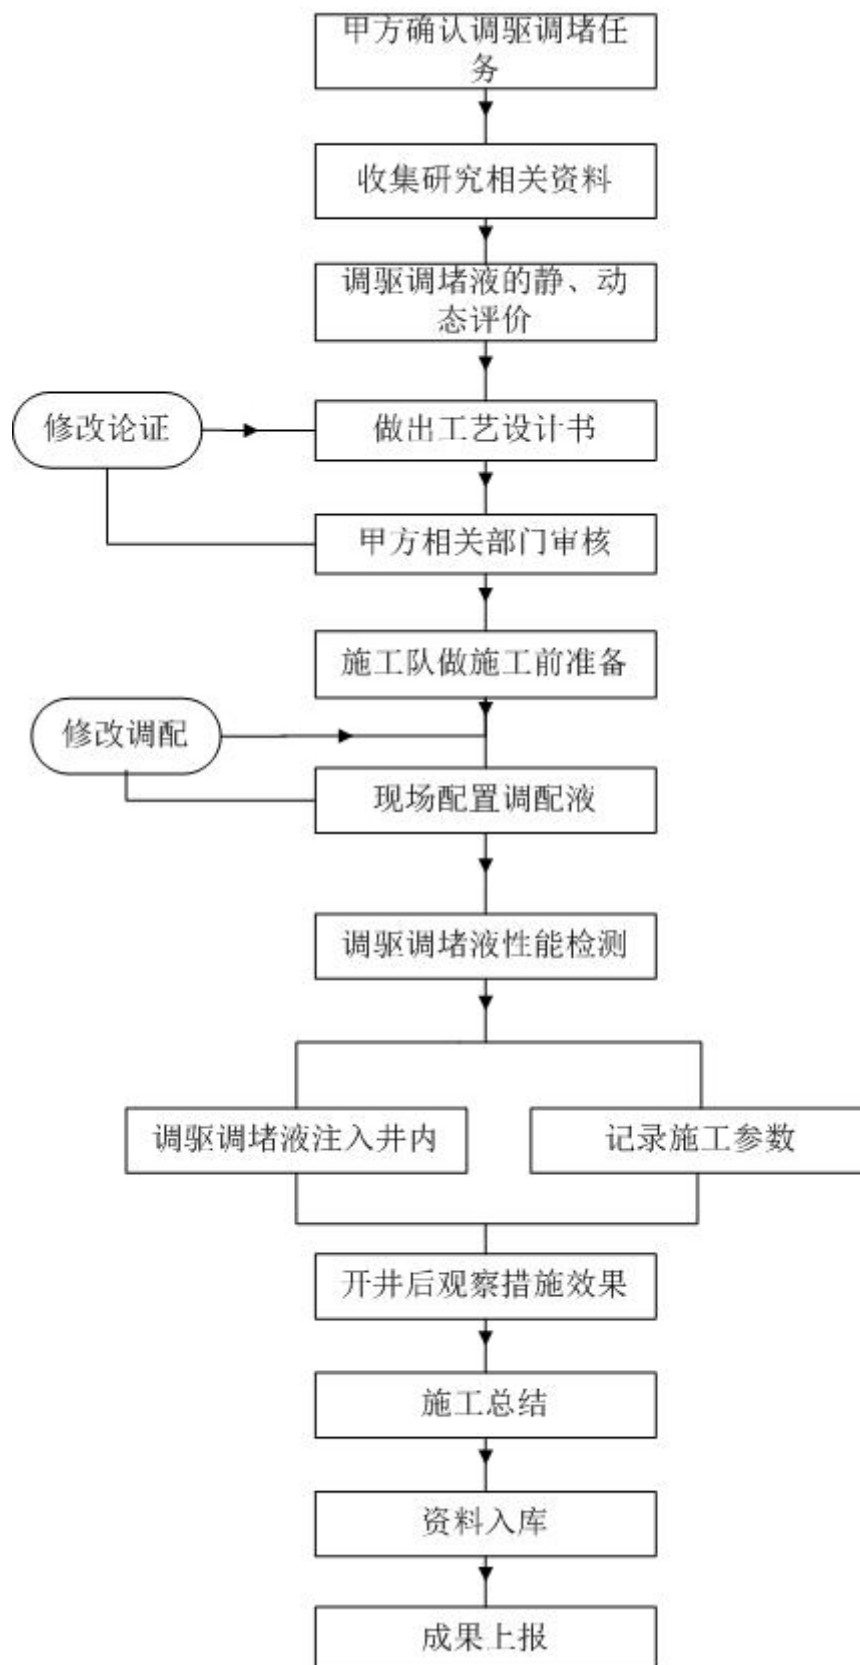 甲方确认调驱调堵任
务
收集研究相关资料
调驱调堵液的静、动
态评价
修改论证
做出工艺设计书
甲方相关部门审核
施工队做施工前准备
修改调配
现场配置调配液
调驱调堵液性能检测
调驱调堵液注入井内
记录施工参数
开井后观察措施效果
施工总结
资料入库
成果上报